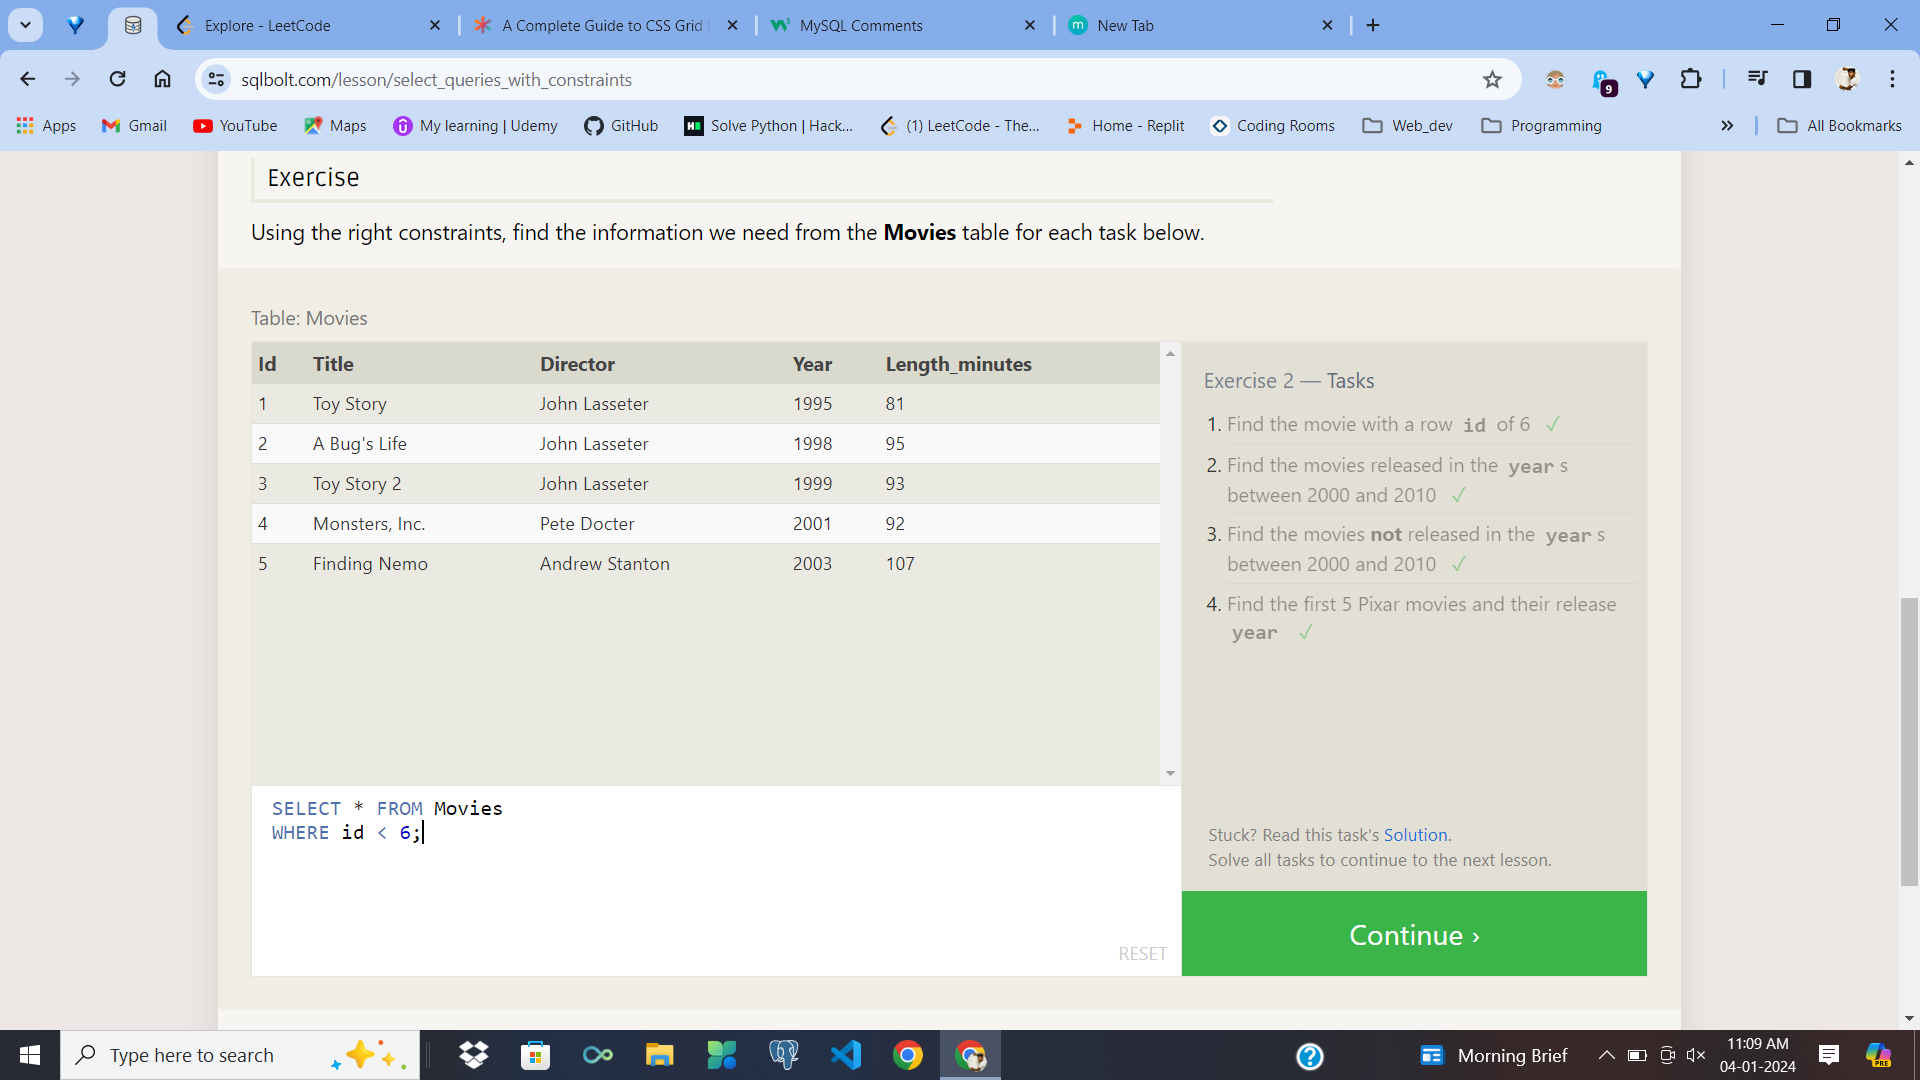 Explore - LeetCode
A Complete Guide to CSS Grid
MySQL Comments
New Tab
sqlbolt.com/lesson/select_queries_with_constraints
9
Apps
Gmail
YouTube
Maps
My learning | Udemy
GitHub
Solve Python | Hack...
(1) LeetCode - The...
Home - Replit
Coding Rooms
Web_dev
Programming
»
All Bookmarks
Exercise
Using the right constraints, find the information we need from the Movies table for each task below.
Table: Movies
Id Title Director Year Length_minutes
1 Toy Story John Lasseter 1995 81
2 A Bug's Life John Lasseter 1998 95
3 Toy Story 2 John Lasseter 1999 93
4 Monsters, Inc. Pete Docter 2001 92
5 Finding Nemo Andrew Stanton 2003 107
SELECT * FROM Movies
WHERE id < 6;
RESET
Exercise 2 — Tasks
1. Find the movie with a row id of 6 ✓
2. Find the movies released in the years
between 2000 and 2010 ✓
3. Find the movies not released in the years
between 2000 and 2010 ✓
4. Find the first 5 Pixar movies and their release
year ✓
Stuck? Read this task's Solution.
Solve all tasks to continue to the next lesson.
Continue ›
Type here to search
Morning Brief
11:09 AM
04-01-2024
PRE